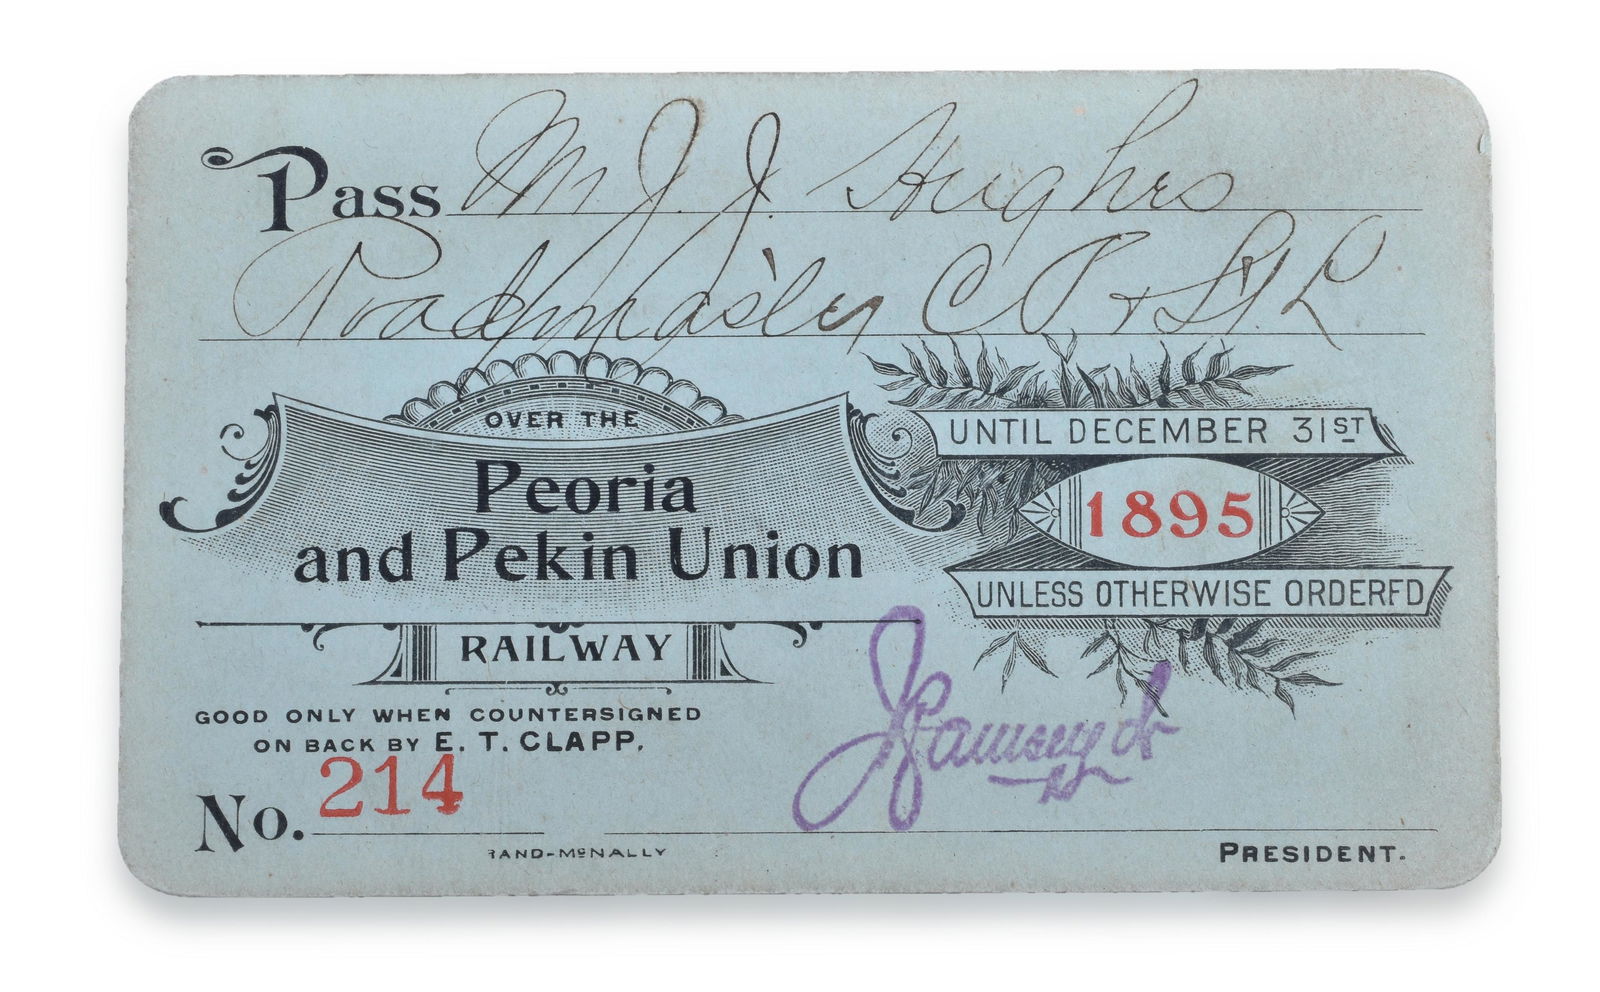 Pass Mr. J. J. Hughes
Roadmaster C P & St. L
OVER THE
Peoria
and Pekin Union
RAILWAY
UNTIL DECEMBER 31ST
1895
UNLESS OTHERWISE ORDERED
GOOD ONLY WHEN COUNTERSIGNED
ON BACK BY E. T. CLAPP.
No. 214
RAND-McNALLY
PRESIDENT.